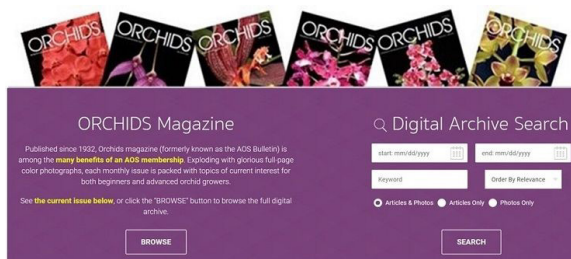 ORCHIDS ORCHIDS ORCHIDS ORCHIDS ORCHIDS ORCHIDS
ORCHIDS Magazine
Published since 1932, Orchids magazine (formerly known as the AOS Bulletin) is
among the many benefits of an AOS membership. Exploding with glorious full-page
color photographs, each monthly issue is packed with topics of current interest for
both beginners and advanced orchid growers.
See the current issue below, or click the "BROWSE" button to browse the full digital
archive.
BROWSE
Digital Archive Search
start: mm/dd/yyyy end: mm/dd/yyyy
Keyword Order By Relevance
Articles & Photos Articles Only Photos Only
SEARCH